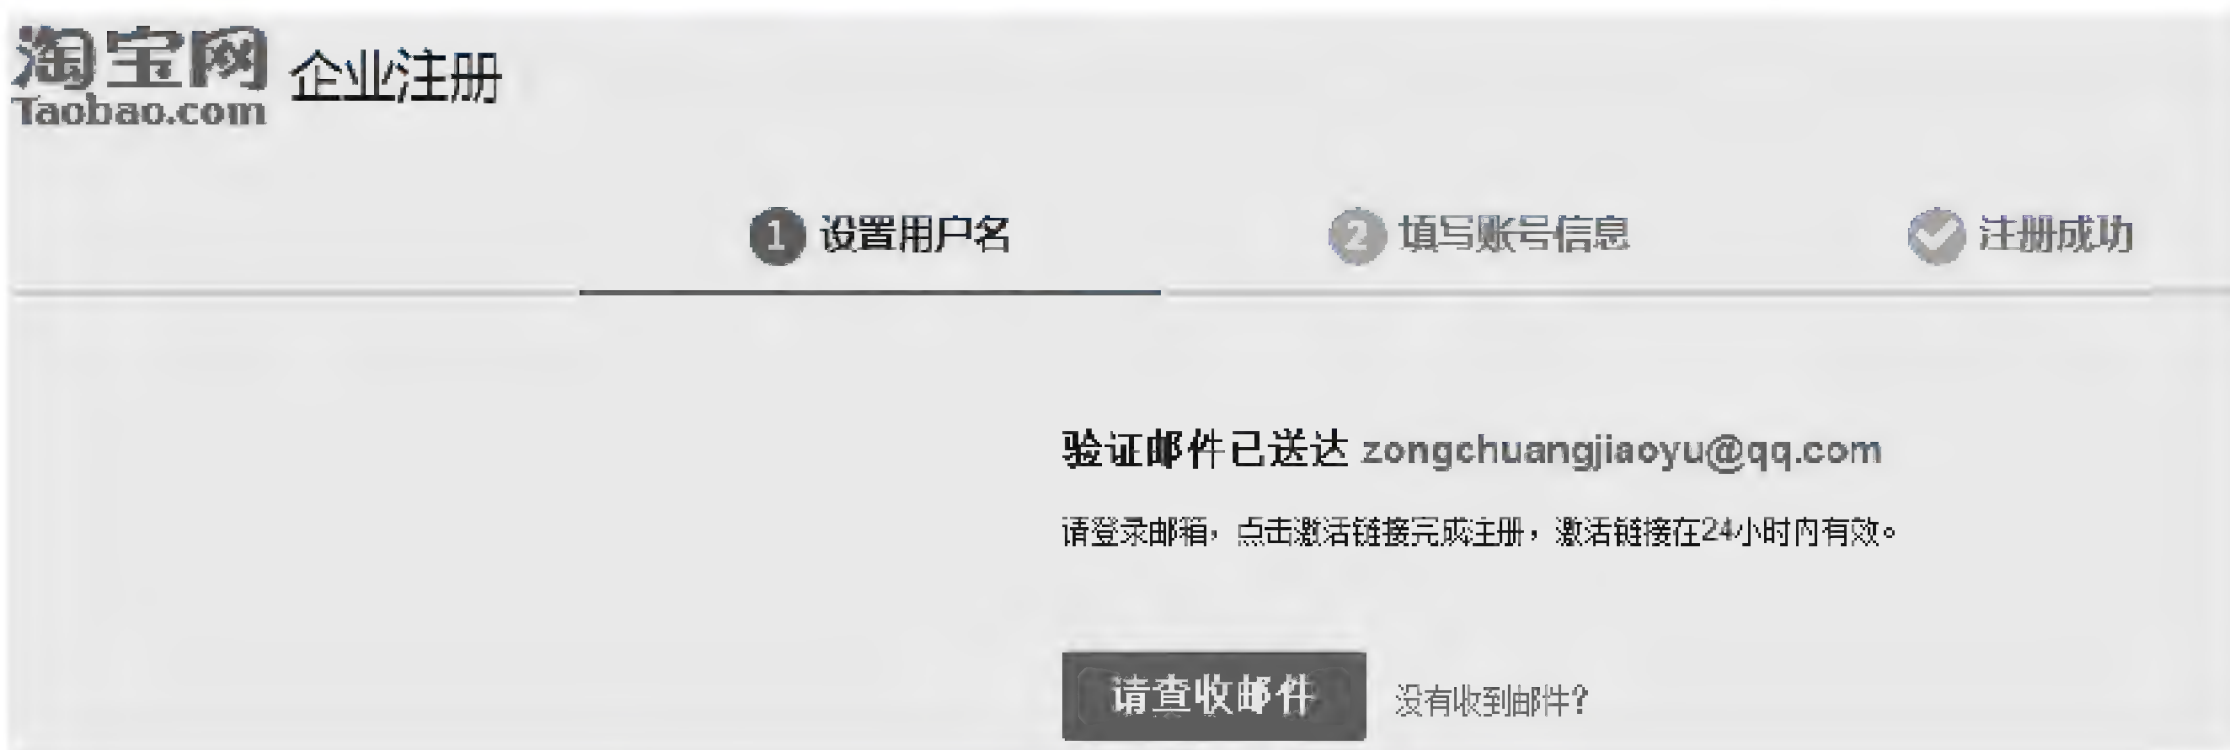 淘宝网 企业注册
Taobao.com
1 设置用户名 2 填写账号信息 注册成功
验证邮件已送达 zongchuangjiaoyu@qq.com
请登录邮箱，点击激活链接完成注册，激活链接在24小时内有效。
请查收邮件 没有收到邮件？